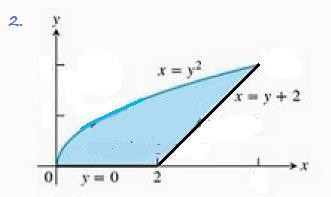 2.
y
x = y²
x = y + 2
0
y = 0
2
x